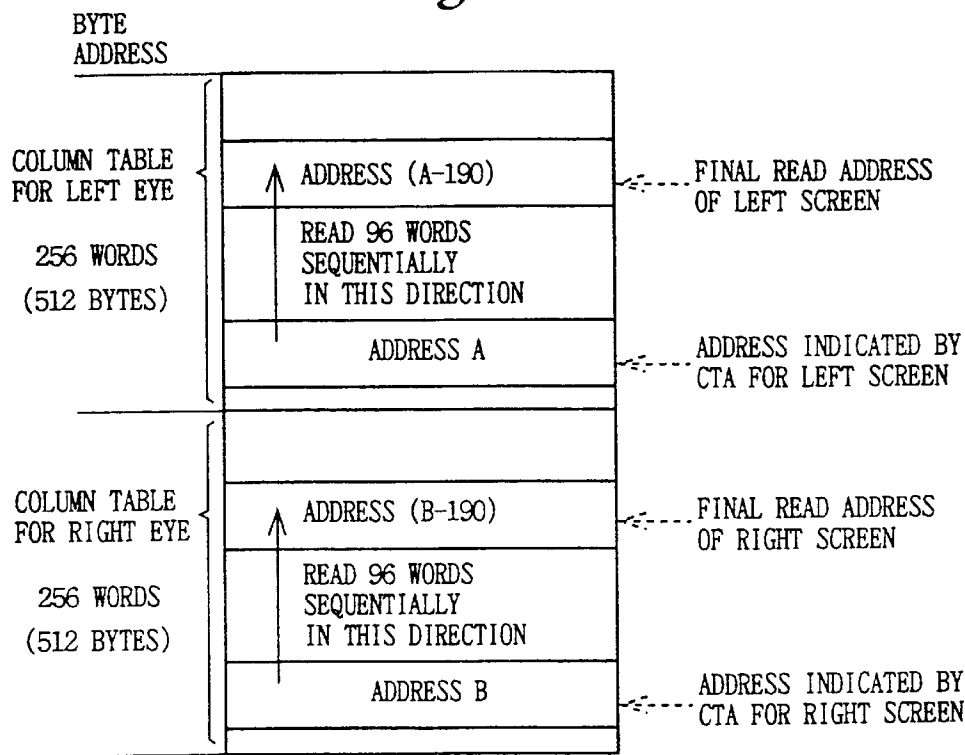 BYTE
ADDRESS
COLUMN TABLE
FOR LEFT EYE
256 WORDS
(512 BYTES)
ADDRESS (A-190)
READ 96 WORDS
SEQUENTIALLY
IN THIS DIRECTION
ADDRESS A
FINAL READ ADDRESS
OF LEFT SCREEN
ADDRESS INDICATED BY
CTA FOR LEFT SCREEN
COLUMN TABLE
FOR RIGHT EYE
256 WORDS
(512 BYTES)
ADDRESS (B-190)
READ 96 WORDS
SEQUENTIALLY
IN THIS DIRECTION
ADDRESS B
FINAL READ ADDRESS
OF RIGHT SCREEN
ADDRESS INDICATED BY
CTA FOR RIGHT SCREEN